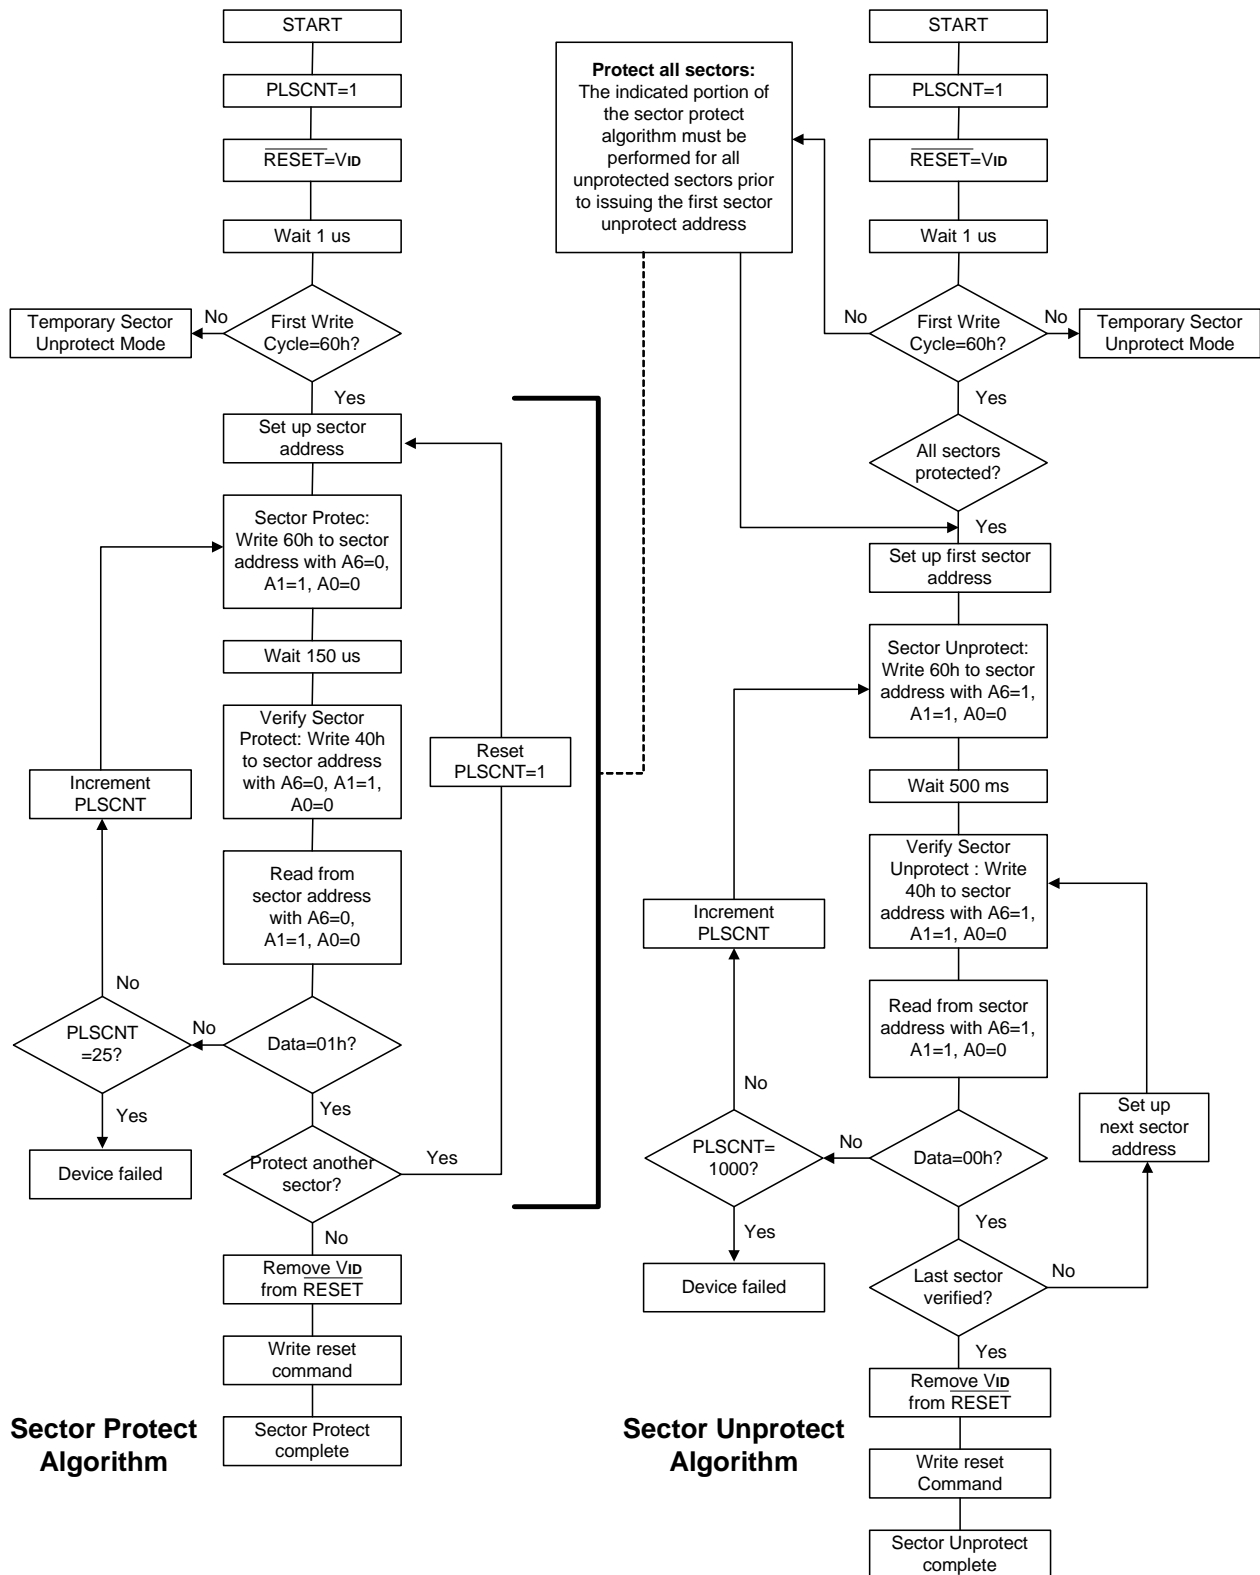 START
PLSCNT=1
RESET=VID
Wait 1 us
First Write
Cycle=60h?
No
Temporary Sector
Unprotect Mode
Yes
Set up sector
address
Sector Protec:
Write 60h to sector
address with A6=0,
A1=1, A0=0
Wait 150 us
Verify Sector
Protect: Write 40h
to sector address
with A6=0, A1=1,
A0=0
Reset
PLSCNT=1
Increment
PLSCNT
Read from
sector address
with A6=0,
A1=1, A0=0
No
PLSCNT
=25?
No
Data=01h?
Yes
Yes
Device failed
Protect another
sector?
Yes
No
Remove VID
from RESET
Write reset
command
Sector Protect
complete
Sector Protect
Algorithm
Protect all sectors:
The indicated portion of
the sector protect
algorithm must be
performed for all
unprotected sectors prior
to issuing the first sector
unprotect address
START
PLSCNT=1
RESET=VID
Wait 1 us
No
First Write
Cycle=60h?
No
Temporary Sector
Unprotect Mode
Yes
All sectors
protected?
Yes
Set up first sector
address
Sector Unprotect:
Write 60h to sector
address with A6=1,
A1=1, A0=0
Wait 500 ms
Verify Sector
Unprotect : Write
40h to sector
address with A6=1,
A1=1, A0=0
Increment
PLSCNT
Read from sector
address with A6=1,
A1=1, A0=0
No
Set up
next sector
address
PLSCNT=
1000?
No
Data=00h?
Yes
Yes
Device failed
Last sector
verified?
No
Yes
Remove VID
from RESET
Write reset
Command
Sector Unprotect
complete
Sector Unprotect
Algorithm